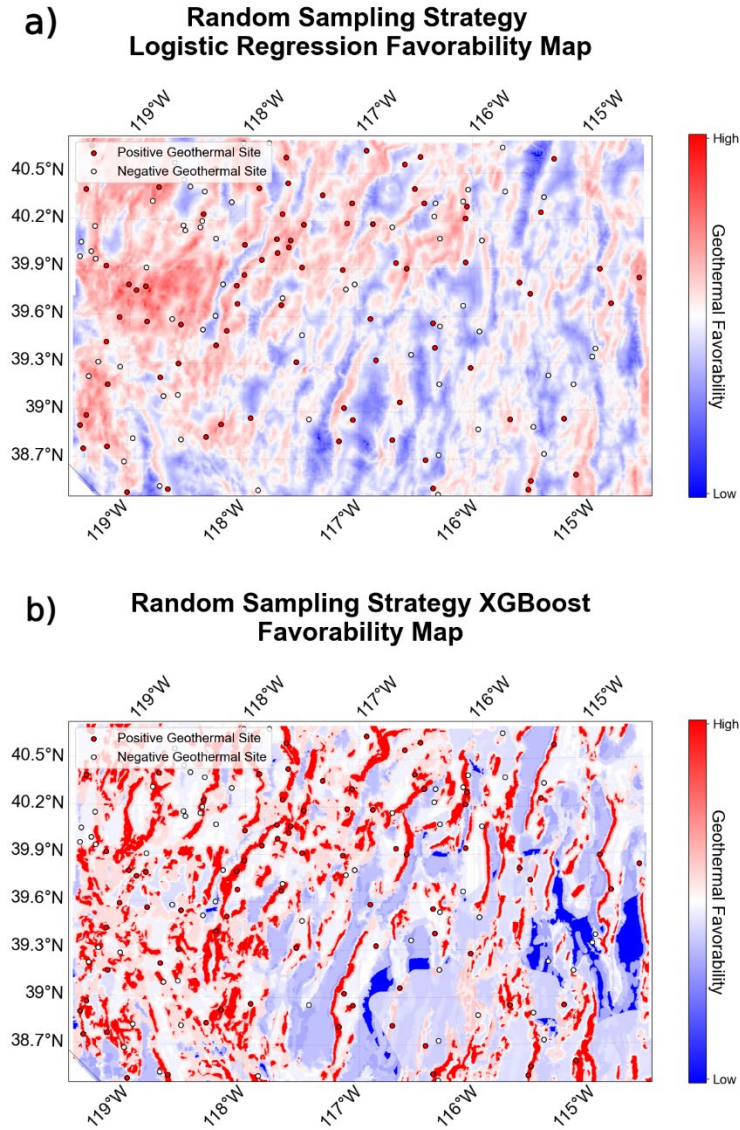 a)
Random Sampling Strategy
Logistic Regression Favorability Map
119°W 118°W 117°W 116°W 115°W
Positive Geothermal Site
Negative Geothermal Site
40.5°N
40.2°N
39.9°N
39.6°N
39.3°N
39°N
38.7°N
119°W 118°W 117°W 116°W 115°W
High
Geothermal Favorability
Low
b)
Random Sampling Strategy XGBoost
Favorability Map
119°W 118°W 117°W 116°W 115°W
Positive Geothermal Site
Negative Geothermal Site
40.5°N
40.2°N
39.9°N
39.6°N
39.3°N
39°N
38.7°N
119°W 118°W 117°W 116°W 115°W
High
Geothermal Favorability
Low